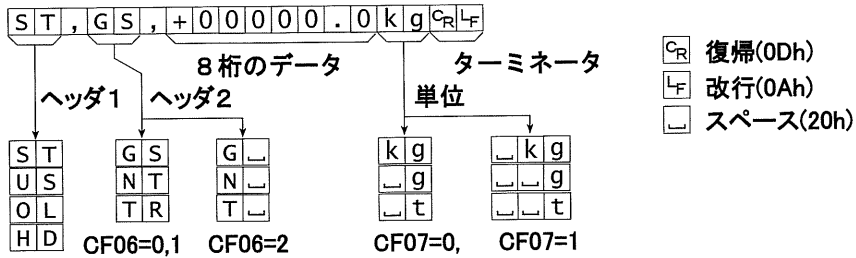 ST,GS,+00000.0kg␍␊
8桁のデータ ターミネータ
ヘッダ1 ヘッダ2 単位
CR 復帰(0Dh)
LF 改行(0Ah)
␣ スペース(20h)
ST GS G␣ kg ␣kg
US NT N␣ ␣g ␣␣g
OL TR T␣ ␣t ␣␣t
HD CF06=0,1 CF06=2 CF07=0, CF07=1